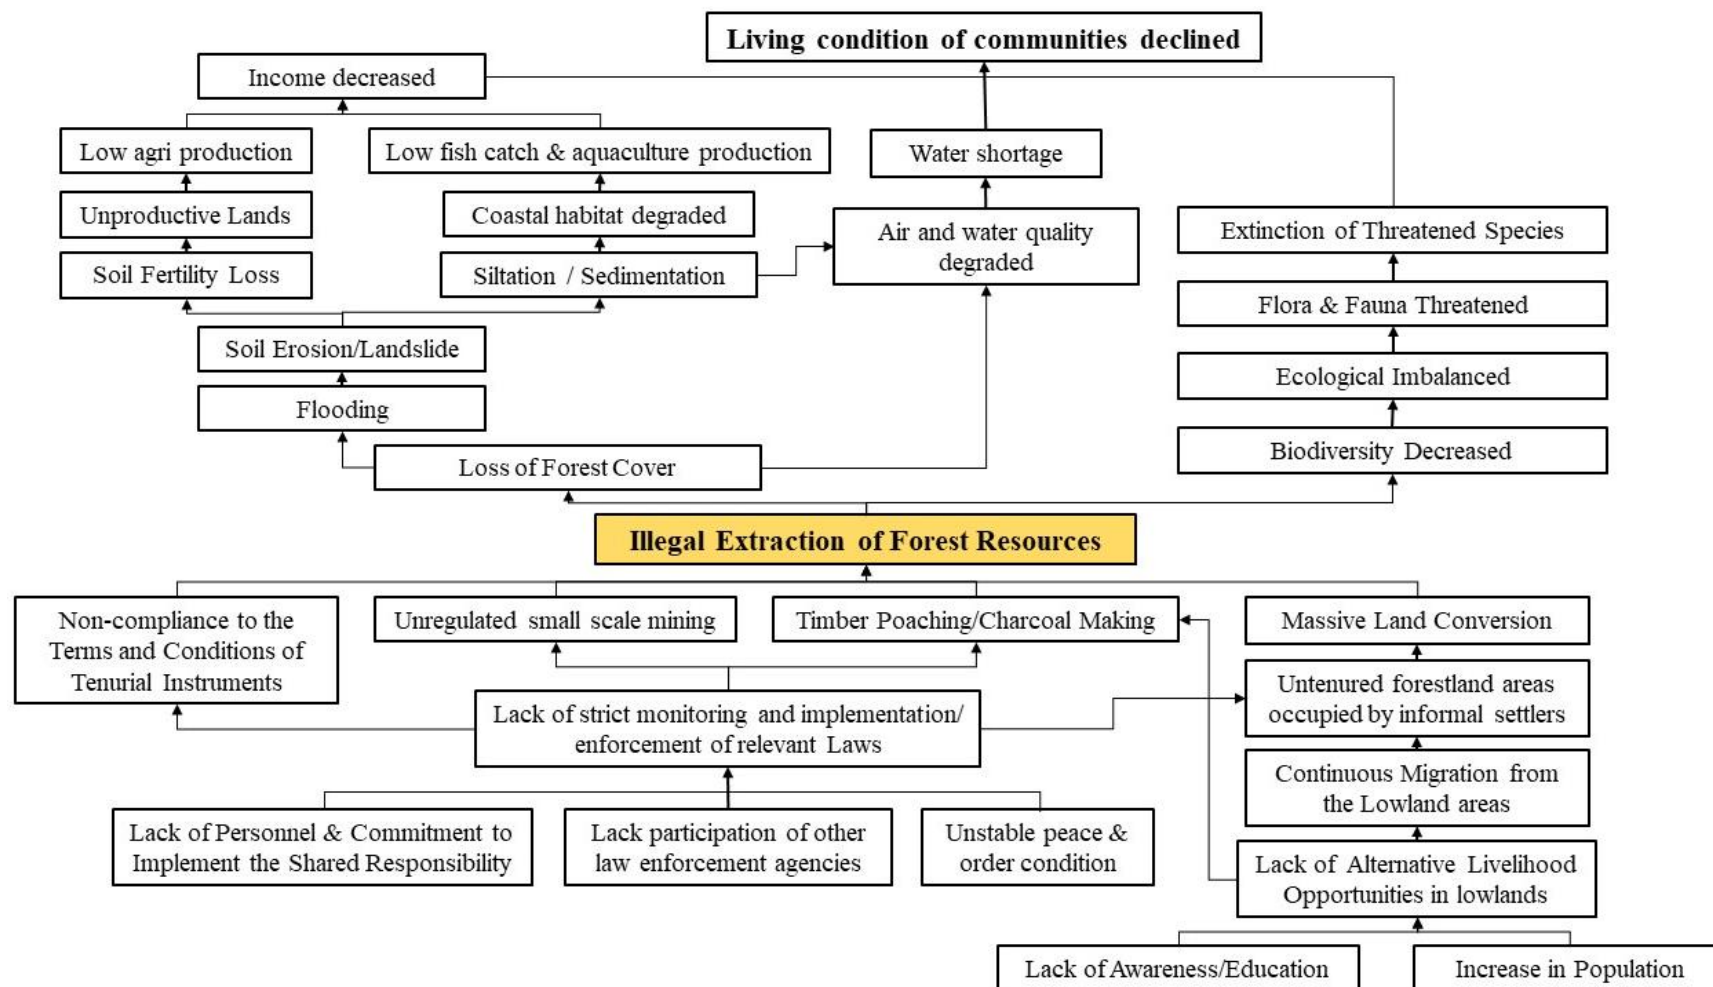 Living condition of communities declined
Income decreased
Low agri production
Low fish catch & aquaculture production
Water shortage
Unproductive Lands
Coastal habitat degraded
Air and water quality
degraded
Extinction of Threatened Species
Soil Fertility Loss
Siltation / Sedimentation
Flora & Fauna Threatened
Soil Erosion/Landslide
Ecological Imbalanced
Flooding
Biodiversity Decreased
Loss of Forest Cover
Illegal Extraction of Forest Resources
Non-compliance to the
Terms and Conditions of
Tenurial Instruments
Unregulated small scale mining
Timber Poaching/Charcoal Making
Massive Land Conversion
Untenured forestland areas
occupied by informal settlers
Lack of strict monitoring and implementation/
enforcement of relevant Laws
Continuous Migration from
the Lowland areas
Lack of Personnel & Commitment to
Implement the Shared Responsibility
Lack participation of other
law enforcement agencies
Unstable peace &
order condition
Lack of Alternative Livelihood
Opportunities in lowlands
Lack of Awareness/Education
Increase in Population